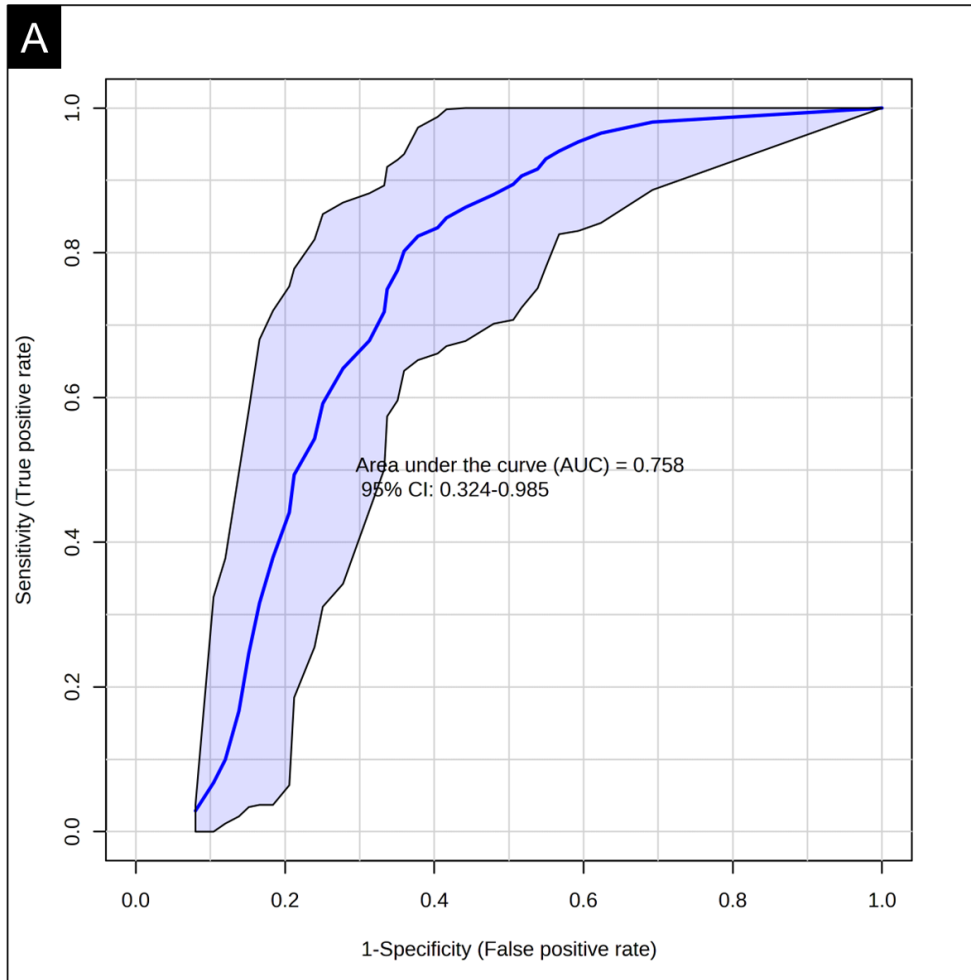 A
1.0
0.8
0.6
0.4
0.2
0.0
Sensitivity (True positive rate)
Area under the curve (AUC) = 0.758
95% CI: 0.324-0.985
0.0 0.2 0.4 0.6 0.8 1.0
1-Specificity (False positive rate)